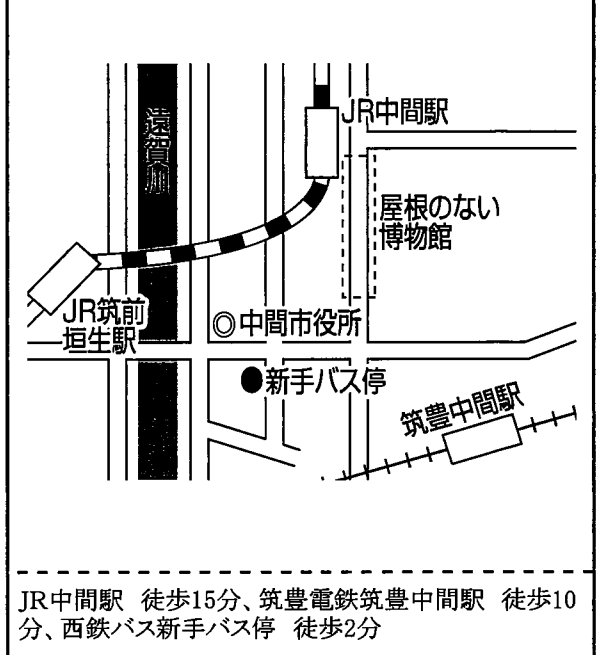 遠賀川
JR中間駅
屋根のない
博物館
JR筑前
垣生駅
◎中間市役所
●新手バス停
筑豊中間駅
JR中間駅 徒歩15分、筑豊電鉄筑豊中間駅 徒歩10
分、西鉄バス新手バス停 徒歩2分